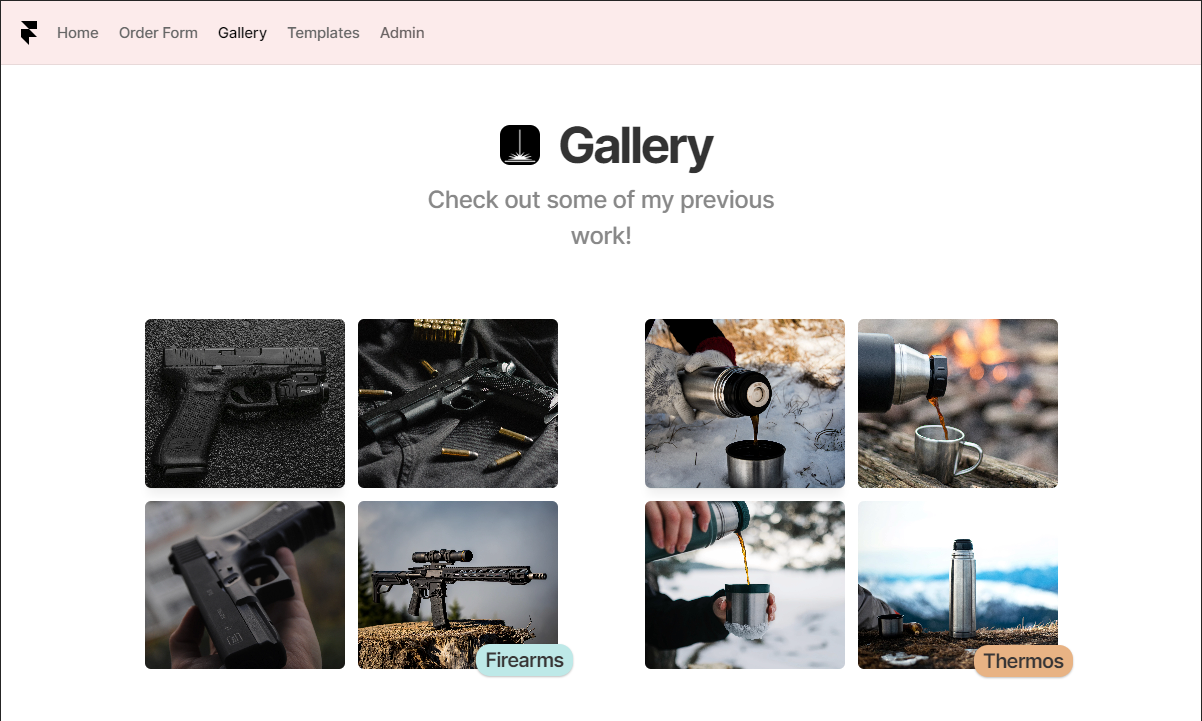 Home Order Form Gallery Templates Admin
Gallery
Check out some of my previous
work!
Firearms
Thermos